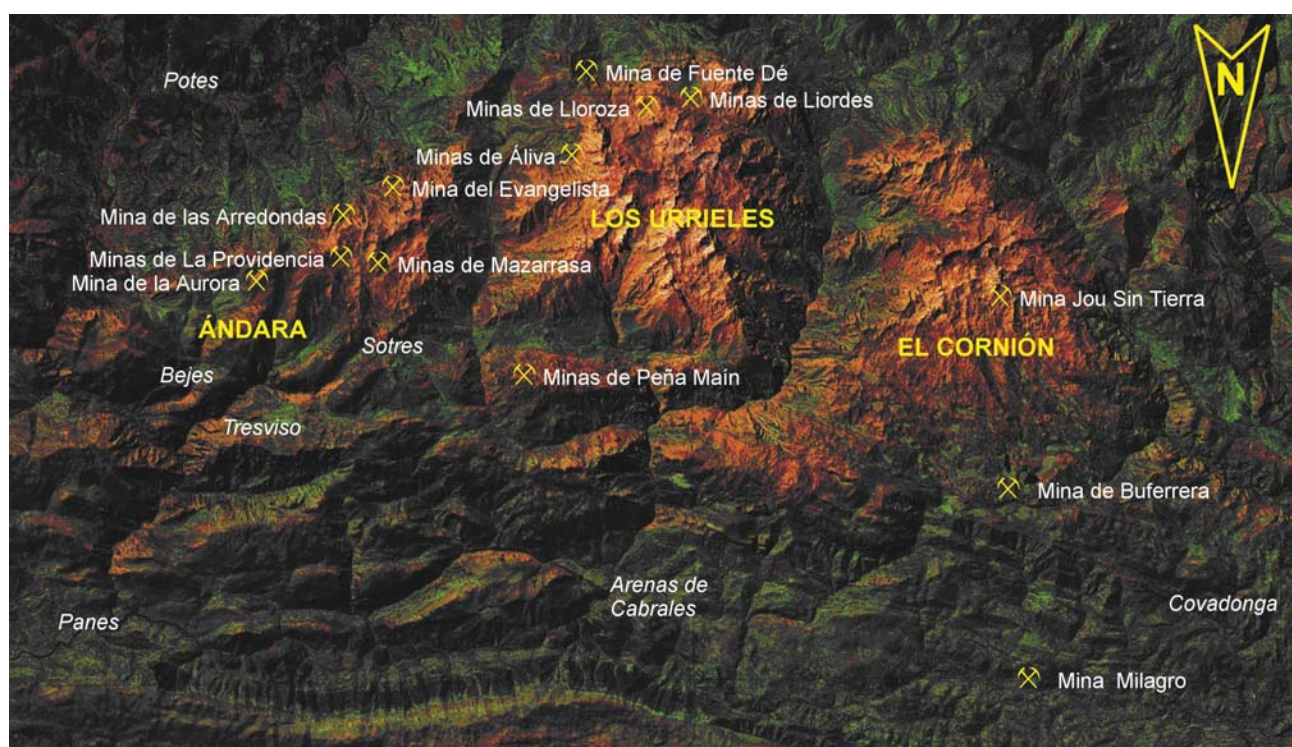 N
Potes
Mina de Fuente Dé
Minas de Lloroza
Minas de Liordes
Minas de Áliva
Mina del Evangelista
Mina de las Arredondas
LOS URRIELES
Minas de La Providencia
Minas de Mazarrasa
Mina de la Aurora
Mina Jou Sin Tierra
ÁNDARA
Sotres
EL CORNIÓN
Bejes
Minas de Peña Maín
Tresviso
Mina de Buferrera
Arenas de
Cabrales
Covadonga
Panes
Mina Milagro